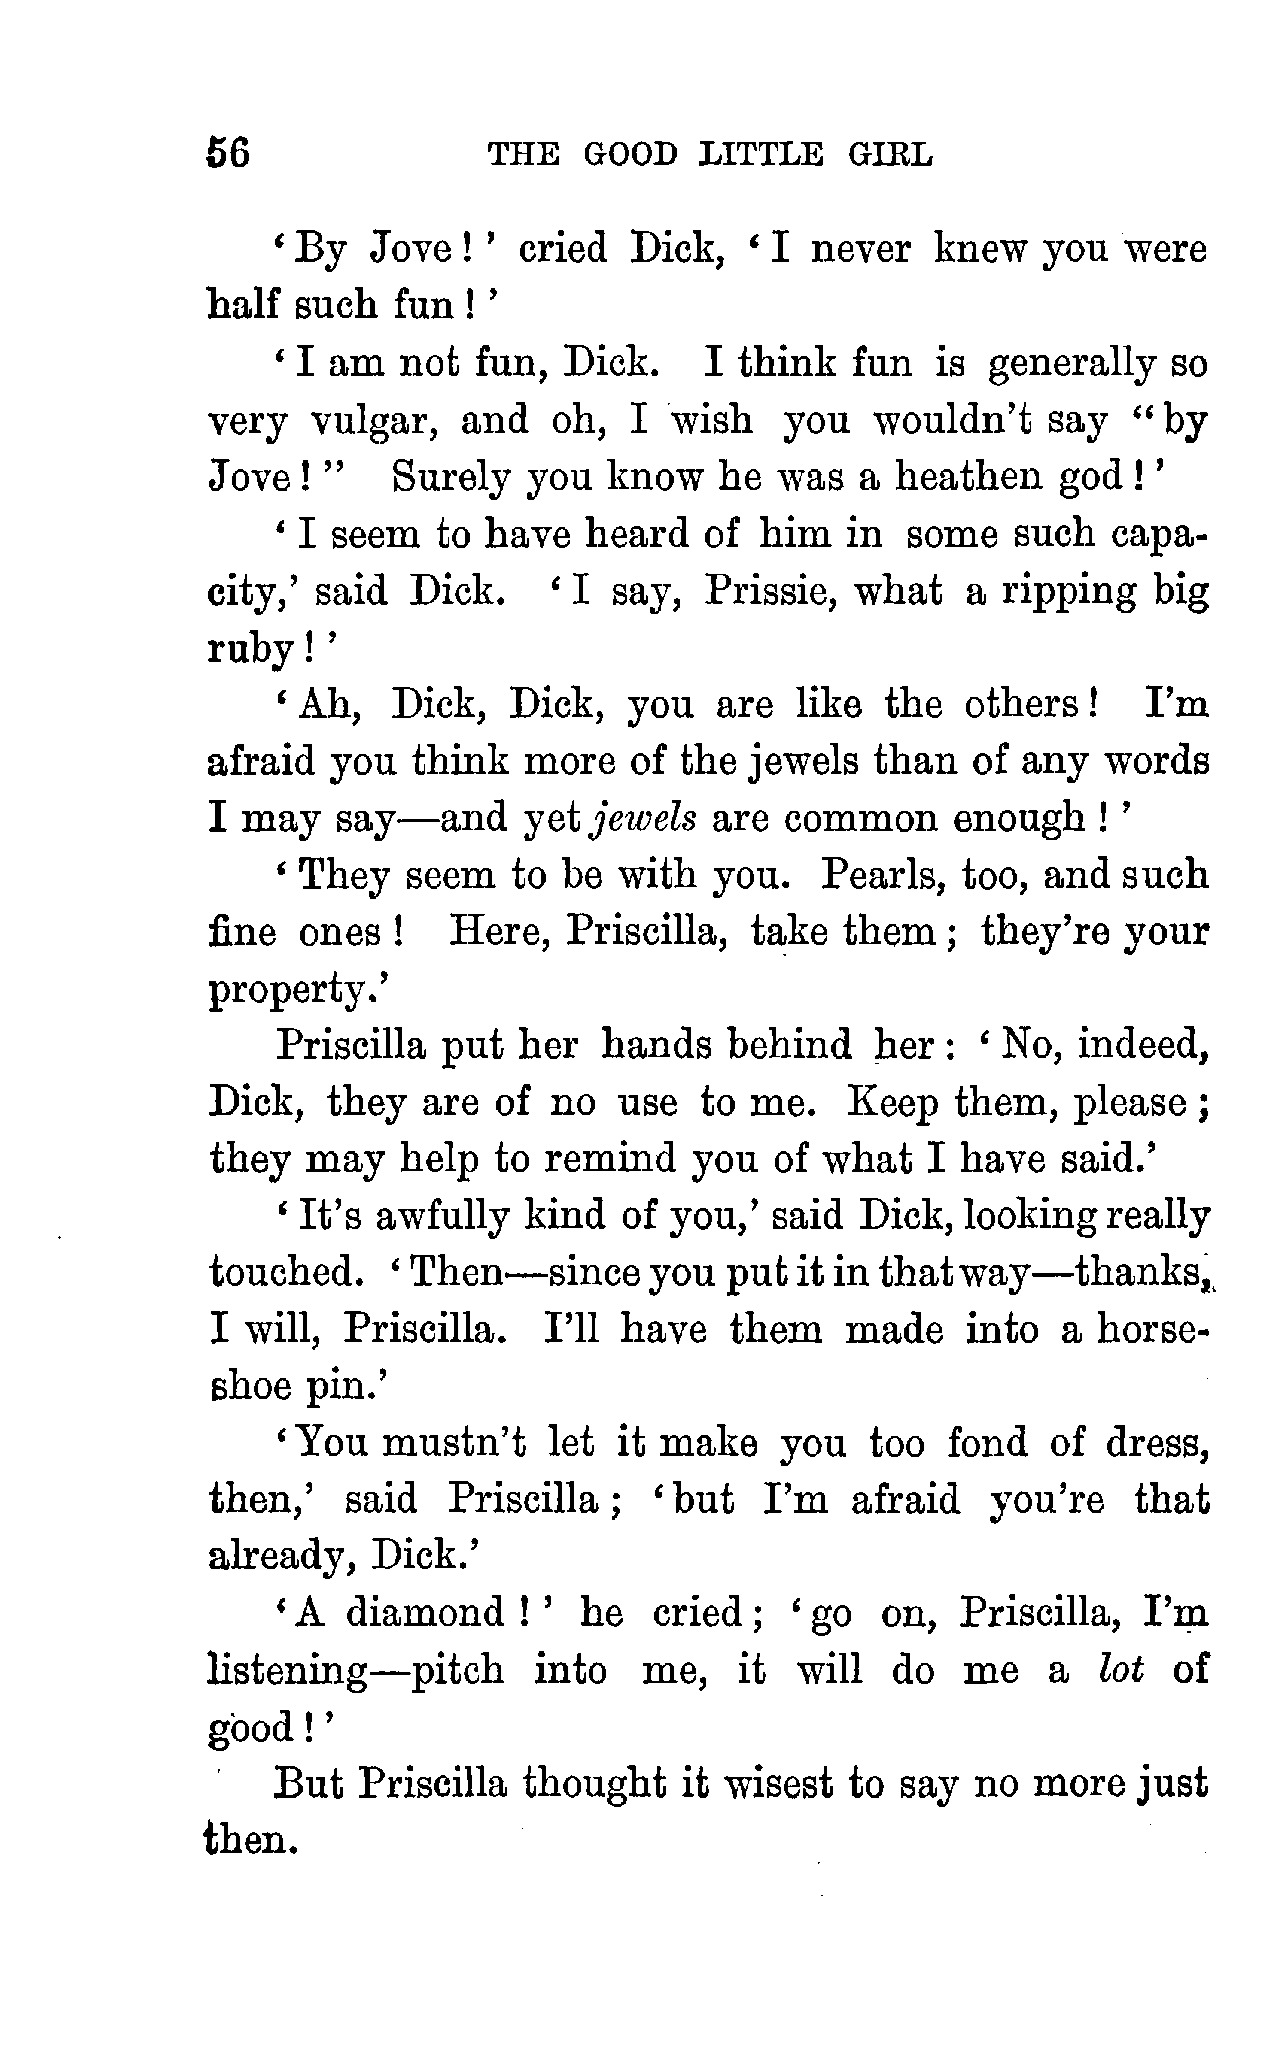 56 THE GOOD LITTLE GIRL
‘By Jove!’ cried Dick, ‘I never knew you were
half such fun!’
‘I am not fun, Dick. I think fun is generally so
very vulgar, and oh, I wish you wouldn't say “by
Jove!” Surely you know he was a heathen god!’
‘I seem to have heard of him in some such capa-
city,’ said Dick. ‘I say, Prissie, what a ripping big
ruby!’
‘Ah, Dick, Dick, you are like the others! I'm
afraid you think more of the jewels than of any words
I may say—and yet jewels are common enough!’
‘They seem to be with you. Pearls, too, and such
fine ones! Here, Priscilla, take them; they're your
property.’
Priscilla put her hands behind her: ‘No, indeed,
Dick, they are of no use to me. Keep them, please;
they may help to remind you of what I have said.’
‘It's awfully kind of you,’ said Dick, looking really
touched. ‘Then—since you put it in that way—thanks,
I will, Priscilla. I'll have them made into a horse-
shoe pin.’
‘You mustn't let it make you too fond of dress,
then,’ said Priscilla; ‘but I'm afraid you're that
already, Dick.’
‘A diamond!’ he cried; ‘go on, Priscilla, I'm
listening—pitch into me, it will do me a lot of
good!’
But Priscilla thought it wisest to say no more just
then.